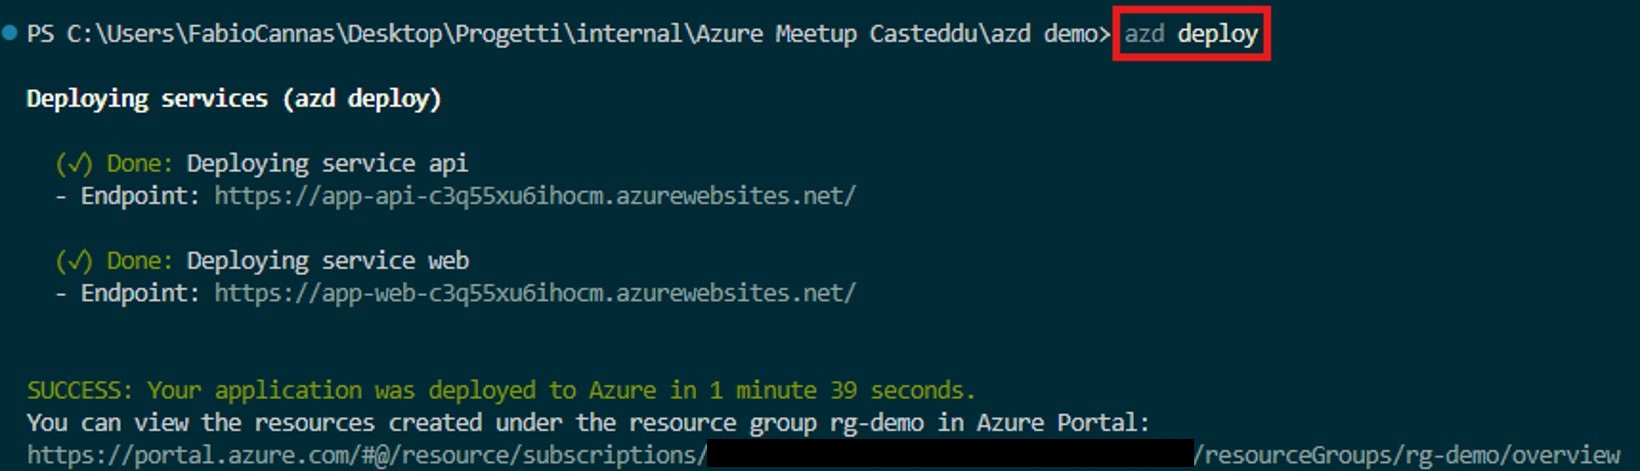 PS C:\Users\FabioCannas\Desktop\Progetti\internal\Azure Meetup Casteddu\azd demo> azd deploy
Deploying services (azd deploy)
(✓) Done: Deploying service api
- Endpoint: https://app-api-c3q55xu6ihocm.azurewebsites.net/
(✓) Done: Deploying service web
- Endpoint: https://app-web-c3q55xu6ihocm.azurewebsites.net/
SUCCESS: Your application was deployed to Azure in 1 minute 39 seconds.
You can view the resources created under the resource group rg-demo in Azure Portal:
https://portal.azure.com/#@/resource/subscriptions/ /resourceGroups/rg-demo/overview